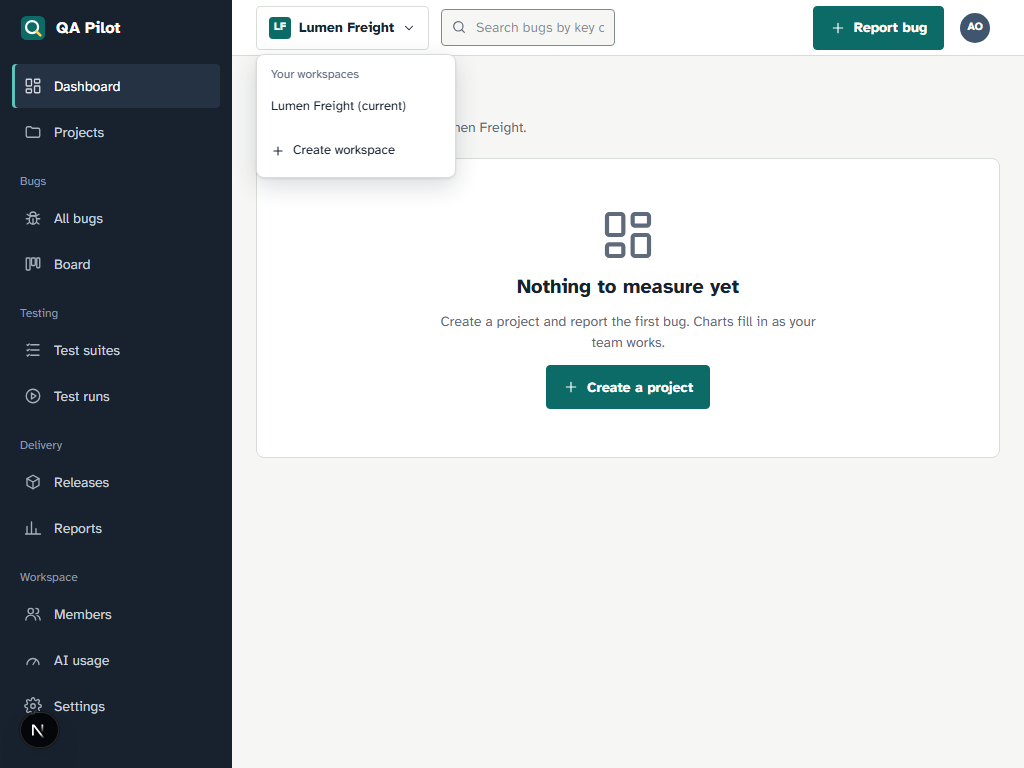 QA Pilot
LF Lumen Freight
Search bugs by key
Report bug
AO
Dashboard
Projects
Bugs
All bugs
Board
Testing
Test suites
Test runs
Delivery
Releases
Reports
Workspace
Members
AI usage
Settings
N
Your workspaces
Lumen Freight (current)
Create workspace
Freight.
Nothing to measure yet
Create a project and report the first bug. Charts fill in as your
team works.
Create a project